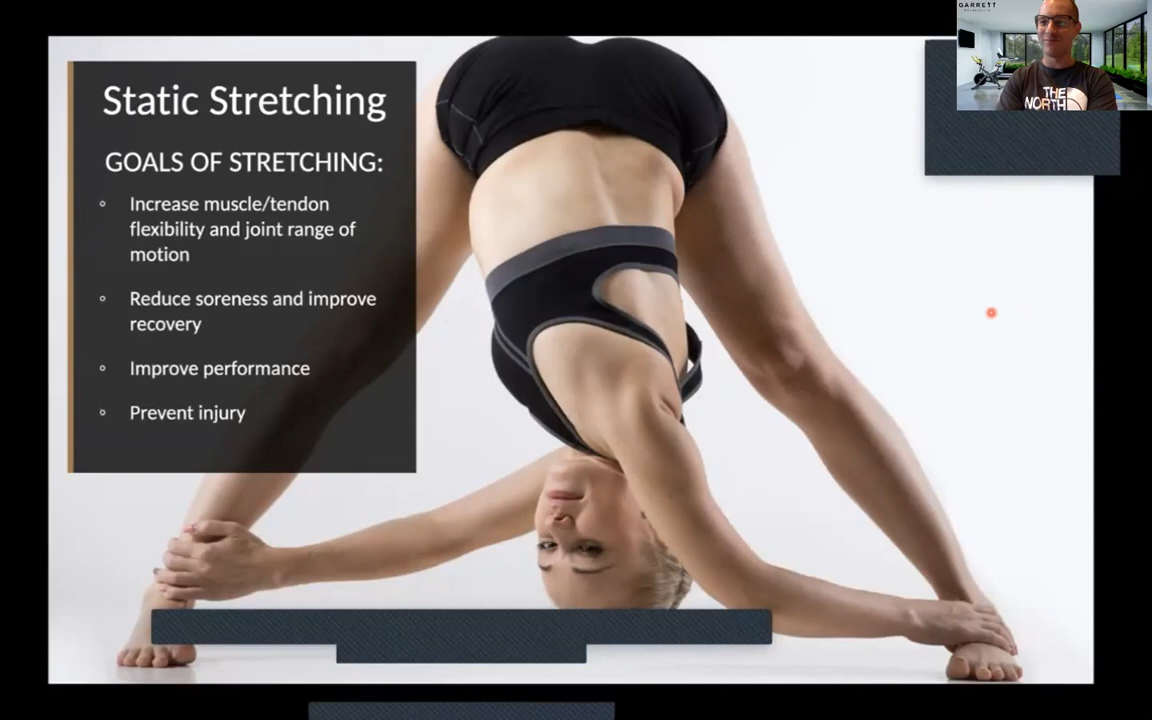 GARRETT
Static Stretching
GOALS OF STRETCHING:
Increase muscle/tendon
flexibility and joint range of
motion
Reduce soreness and improve
recovery
Improve performance
Prevent injury
THE
NORTH